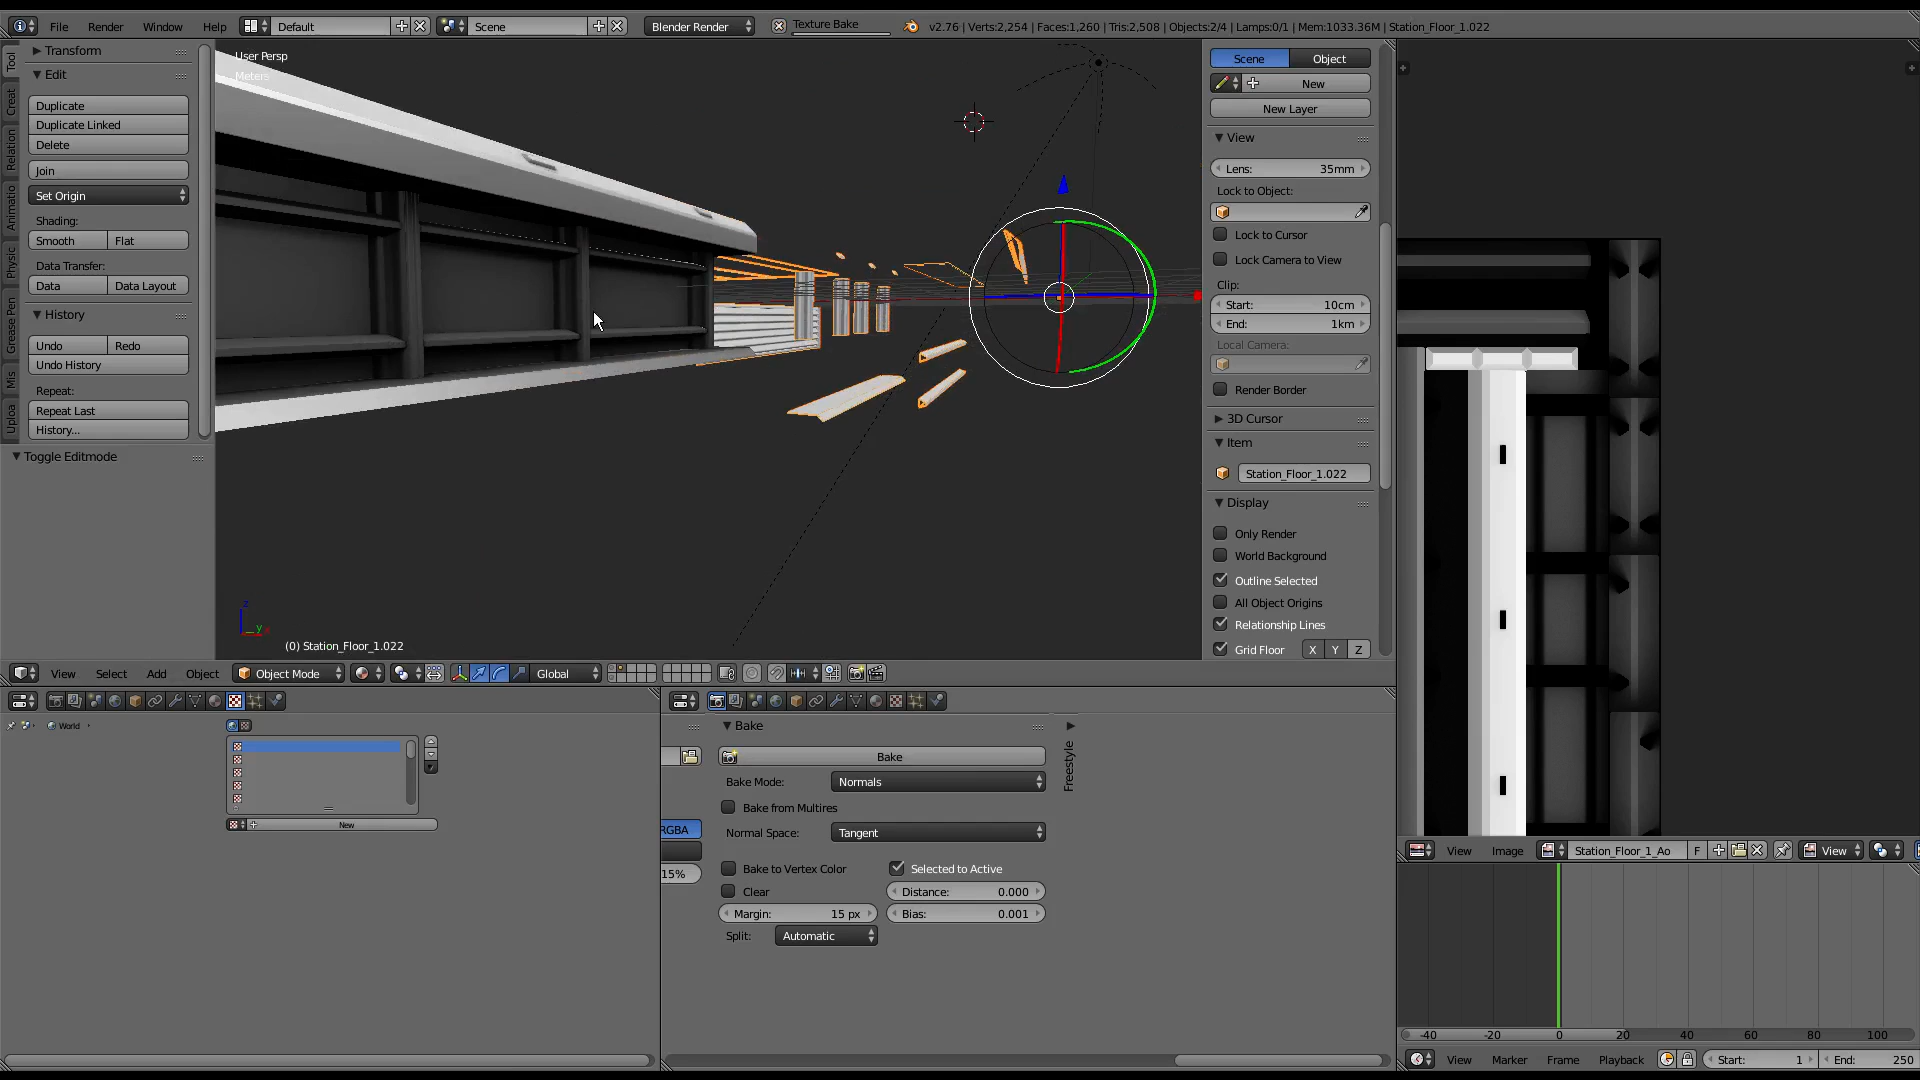 File Render Window Help Default Scene Blender Render Texture Bake v2.76 | Verts:2,254 | Faces:1,260 | Tris:2,508 | Objects:2/4 | Lamps:0/1 | Mem:1033.36M | Station_Floor_1.022
Tool
Creat
Relation
Animatio
Physic
Grease Pen
Mis
Uploa
Transform
Edit
Duplicate
Duplicate Linked
Delete
Join
Set Origin
Shading:
Smooth Flat
Data Transfer:
Data Data Layout
History
Undo Redo
Undo History
Repeat:
Repeat Last
History...
Toggle Editmode
User Persp
Meters
z
y
(0) Station_Floor_1.022
Scene Object
New
New Layer
View
Lens: 35mm
Lock to Object:
Lock to Cursor
Lock Camera to View
Clip:
Start: 10cm
End: 1km
Local Camera:
Render Border
3D Cursor
Item
Station_Floor_1.022
Display
Only Render
World Background
Outline Selected
All Object Origins
Relationship Lines
Grid Floor X Y Z
View Select Add Object Object Mode Global
World
New
RGBA
15%
Bake
Bake
Bake Mode: Normals
Bake from Multires
Normal Space: Tangent
Bake to Vertex Color Selected to Active
Clear Distance: 0.000
Margin: 15 px Bias: 0.001
Split: Automatic
Freestyle
View Image Station_Floor_1_Ao F View
-40 -20 0 20 40 60 80 100
View Marker Frame Playback Start: 1 End: 250